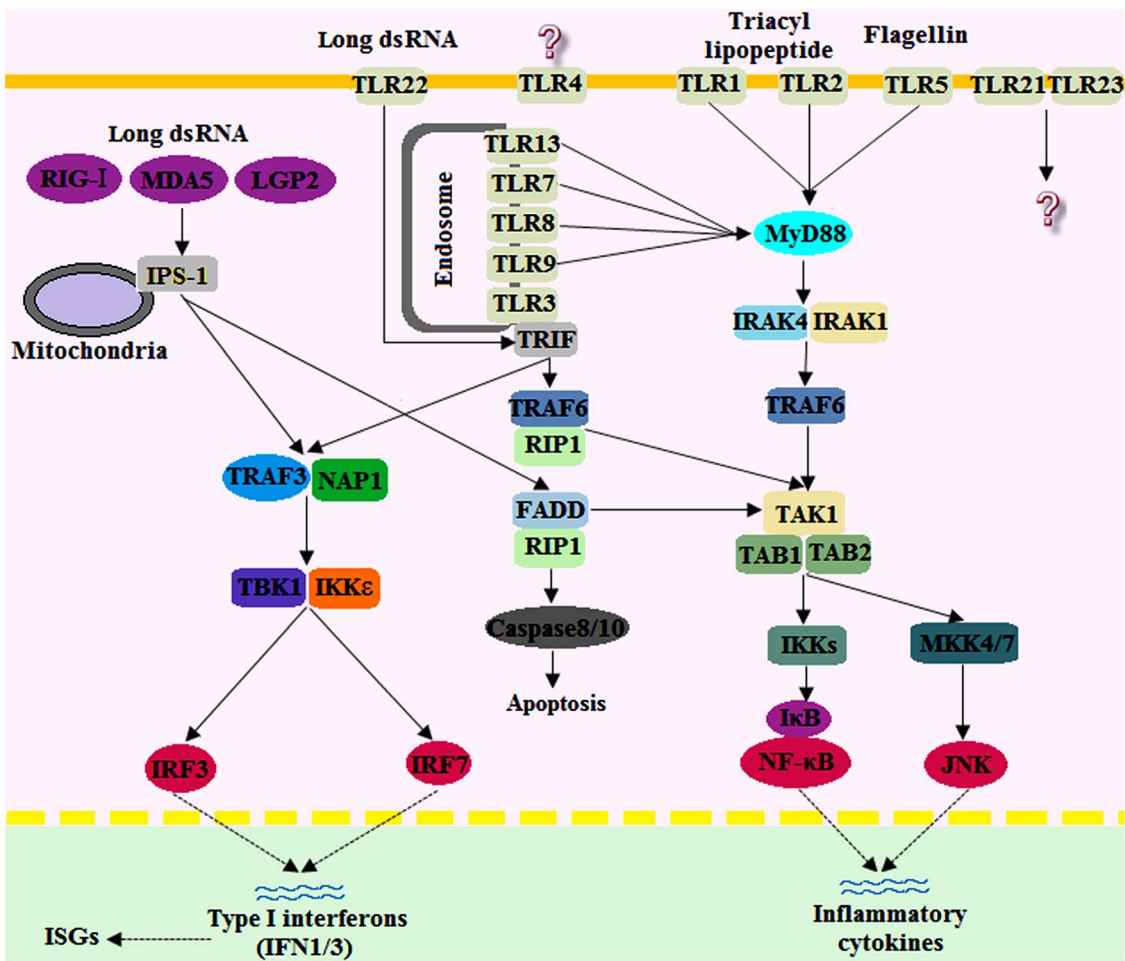 Long dsRNA
?
Triacyl
lipopeptide
Flagellin
TLR22
TLR4
TLR1
TLR2
TLR5
TLR21
TLR23
Long dsRNA
RIG-I
MDA5
LGP2
Endosome
TLR13
TLR7
TLR8
TLR9
TLR3
TRIF
MyD88
?
IPS-1
Mitochondria
IRAK4
IRAK1
TRAF6
RIP1
TRAF6
TRAF3
NAP1
FADD
RIP1
TAK1
TAB1
TAB2
TBK1
IKKε
Caspase8/10
Apoptosis
IKKs
MKK4/7
IκB
NF-κB
JNK
IRF3
IRF7
Type I interferons
(IFN1/3)
ISGs
Inflammatory
cytokines